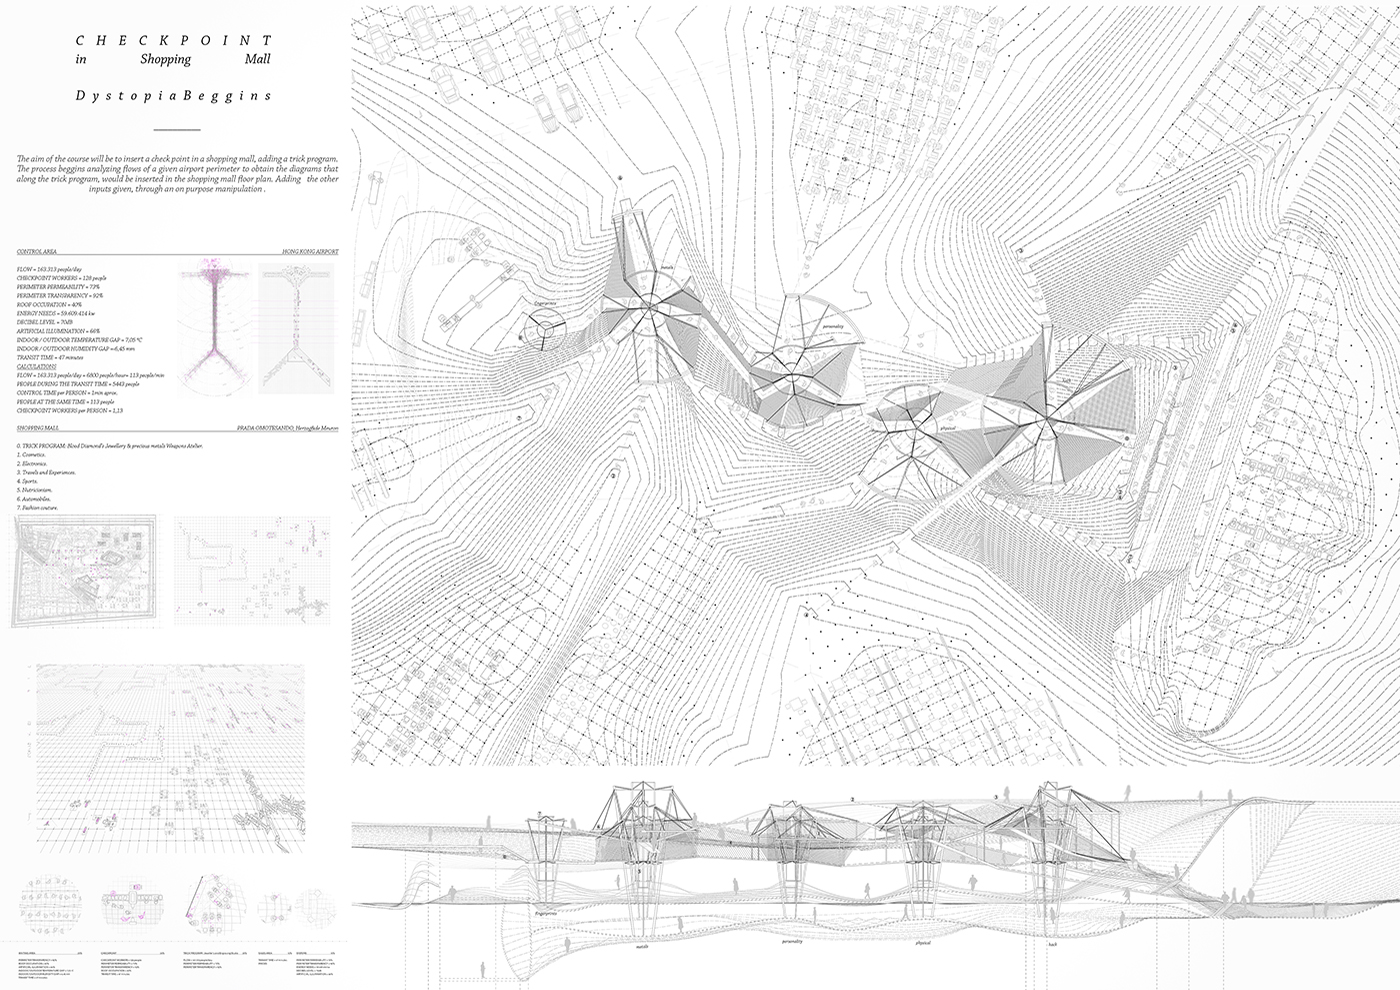 CHECKPOINT
in Shopping Mall
DystopiaBeggins
The aim of the course will be to insert a check point in a shopping mall, adding a trick program.
The process beggins analyzing flows of a given airport perimeter to obtain the diagrams that
along the trick program, would be inserted in the shopping mall floor plan. Adding the other
inputs given, through an on purpose manipulation .
CONTROL AREA HONG KONG AIRPORT
FLOW = 163.313 people/day
CHECKPOINT WORKERS = 128 people
PERIMETER PERMEABILITY = 73%
PERIMETER TRANSPARENCY = 92%
ROOF OCCUPATION = 40%
ENERGY NEEDS = 59.609.414 kw
DECIBEL LEVEL = 70dB
ARTIFICIAL ILLUMINATION = 66%
INDOOR / OUTDOOR TEMPERATURE GAP = 7,05 ºC
INDOOR / OUTDOOR HUMIDITY GAP = 6,45 mm
TRANSIT TIME = 47 minutes
CALCULATIONS
FLOW = 163.313 people/day = 6800 people/hour= 113 people/min
PEOPLE DURING THE TRANSIT TIME = 5443 people
CONTROL TIME per PERSON = 1min aprox.
PEOPLE AT THE SAME TIME = 113 people
CHECKPOINT WORKERS per PERSON = 1,13
SHOPPING MALL PRADA OMOTESANDO; Herzog&de Meuron
0. TRICK PROGRAM: Blood Diamond's Jewellery & precious metals Weapons Atelier.
1. Cosmetics.
2. Electronics.
3. Travels and Experiences.
4. Sports.
5. Nutricionism.
6. Automobiles.
7. Fashion couture.
fingerprints
metals
personality
physical
fingerprints
metals
personality
physical
back